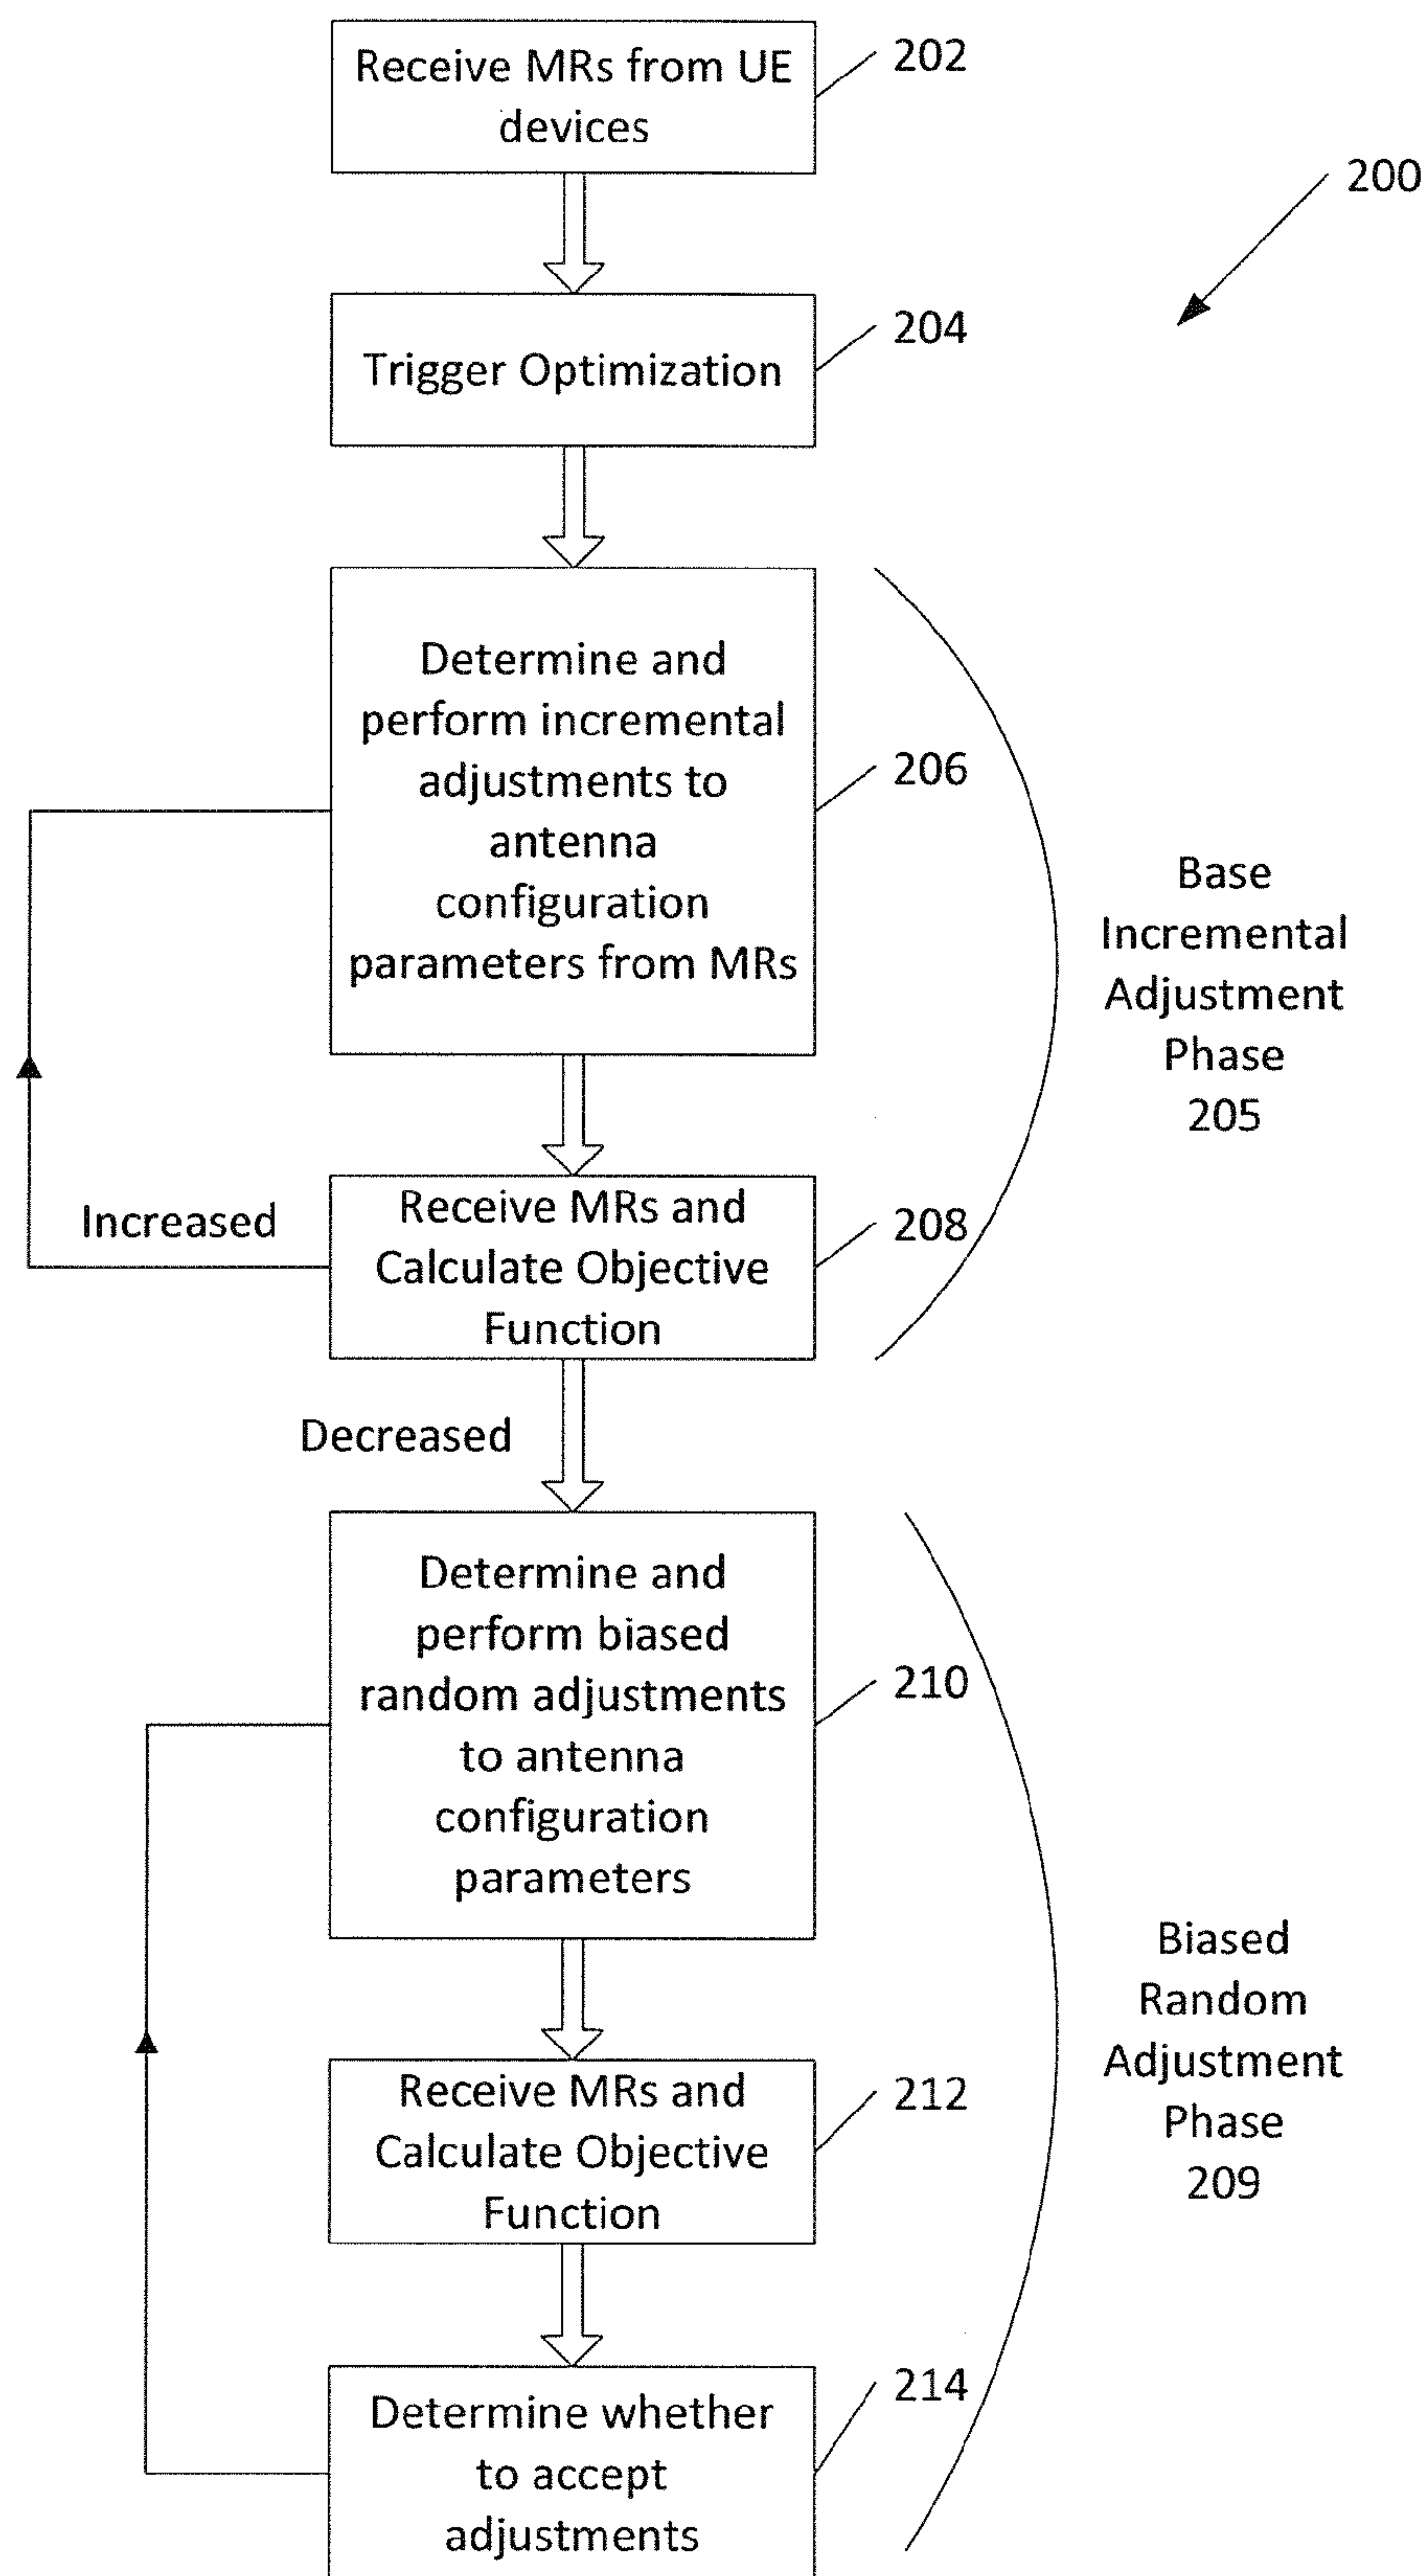 Receive MRs from UE
devices
202
200
Trigger Optimization
204
Determine and
perform incremental
adjustments to
antenna
configuration
parameters from MRs
206
Base
Incremental
Adjustment
Phase
205
Receive MRs and
Calculate Objective
Function
208
Increased
Decreased
Determine and
perform biased
random adjustments
to antenna
configuration
parameters
210
Biased
Random
Adjustment
Phase
209
Receive MRs and
Calculate Objective
Function
212
Determine whether
to accept
adjustments
214